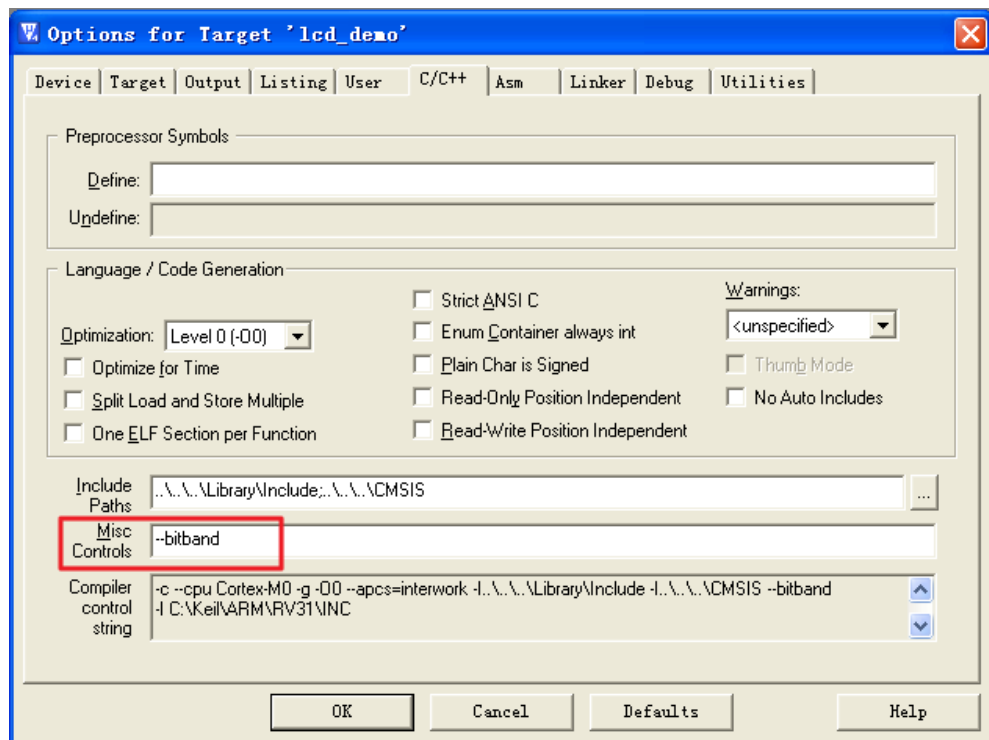 Options for Target 'lcd_demo'
Device Target Output Listing User C/C++ Asm Linker Debug Utilities
Preprocessor Symbols
Define:
Undefine:
Language / Code Generation
Optimization: Level 0 (-O0)
Optimize for Time
Split Load and Store Multiple
One ELF Section per Function
Strict ANSI C
Enum Container always int
Plain Char is Signed
Read-Only Position Independent
Read-Write Position Independent
Warnings:
<unspecified>
Thumb Mode
No Auto Includes
Include Paths ..\..\..\Library\Include;..\..\..\CMSIS ...
Misc Controls --bitband
Compiler control string -c --cpu Cortex-M0 -g -O0 --apcs=interwork -I..\..\..\Library\Include -I..\..\..\CMSIS --bitband
-I C:\Keil\ARM\RV31\INC
OK Cancel Defaults Help